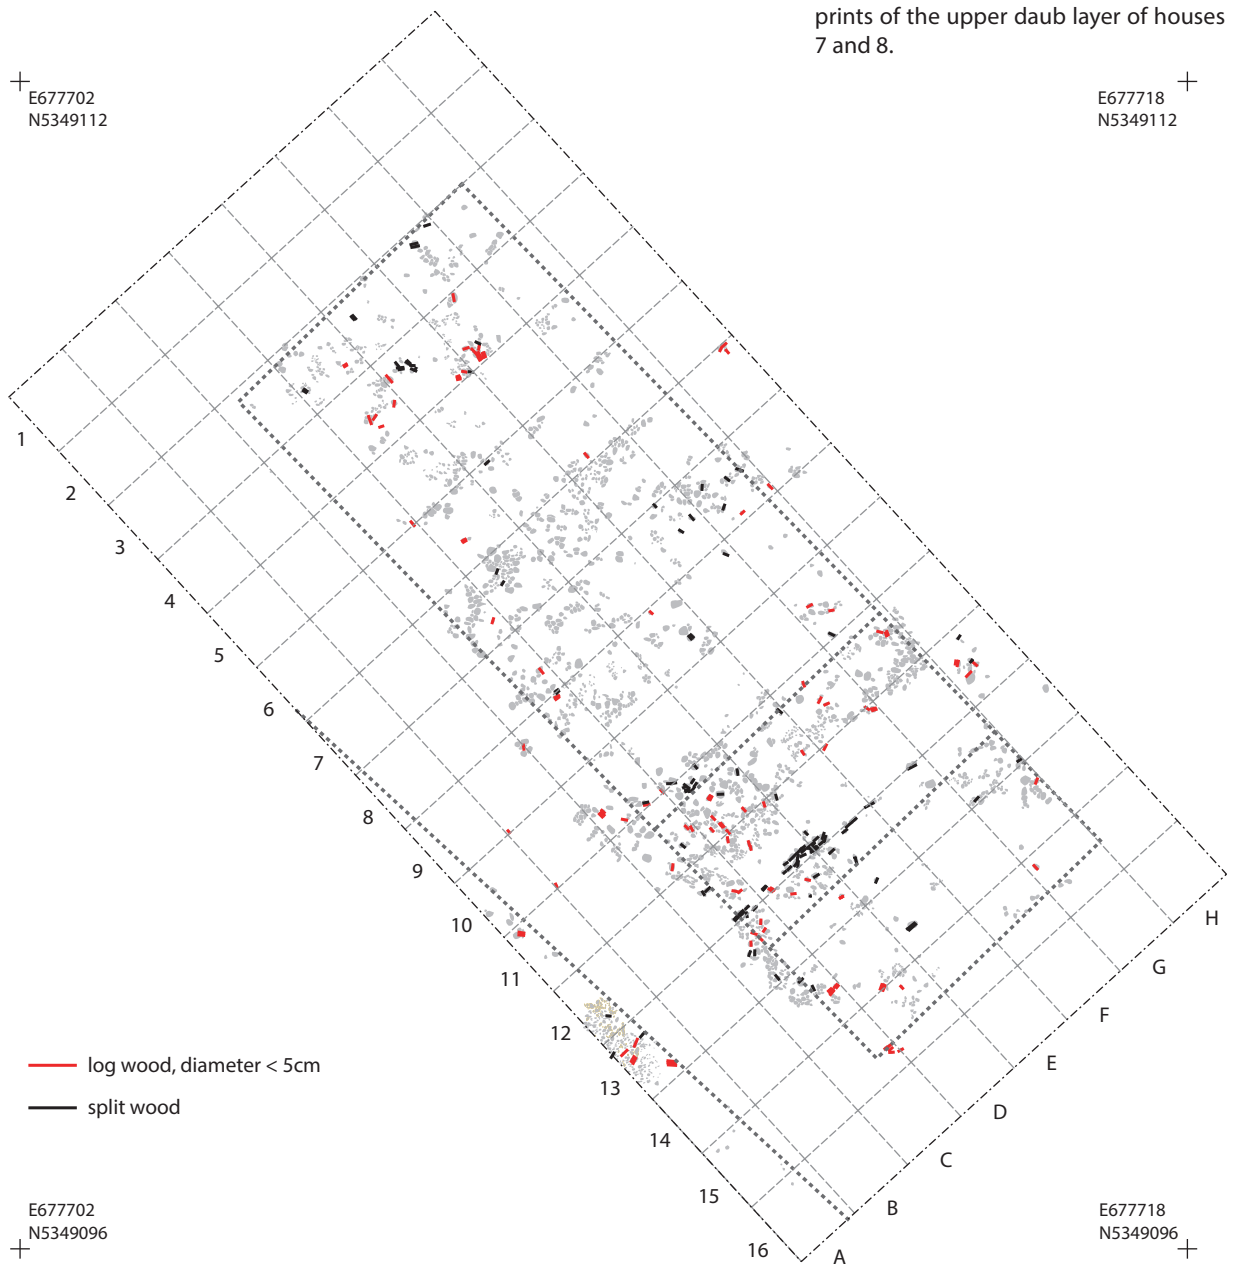 prints of the upper daub layer of houses
7 and 8.
E677702
N5349112
E677718
N5349112
1
2
3
4
5
6
7
8
9
10
11
12
13
14
15
16
A
B
C
D
E
F
G
H
log wood, diameter < 5cm
split wood
E677702
N5349096
E677718
N5349096